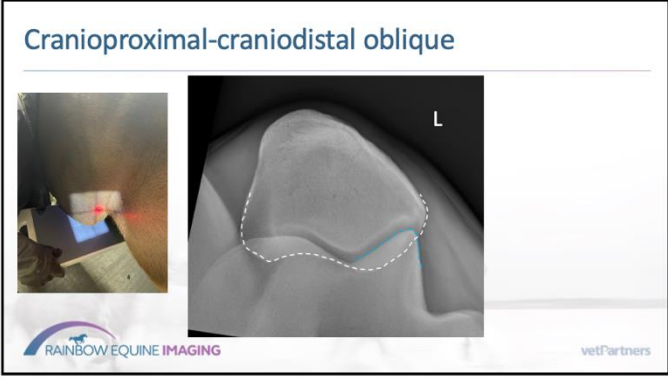 Cranioproximal-craniodistal oblique
L
RAINBOW EQUINE IMAGING
vetPartners